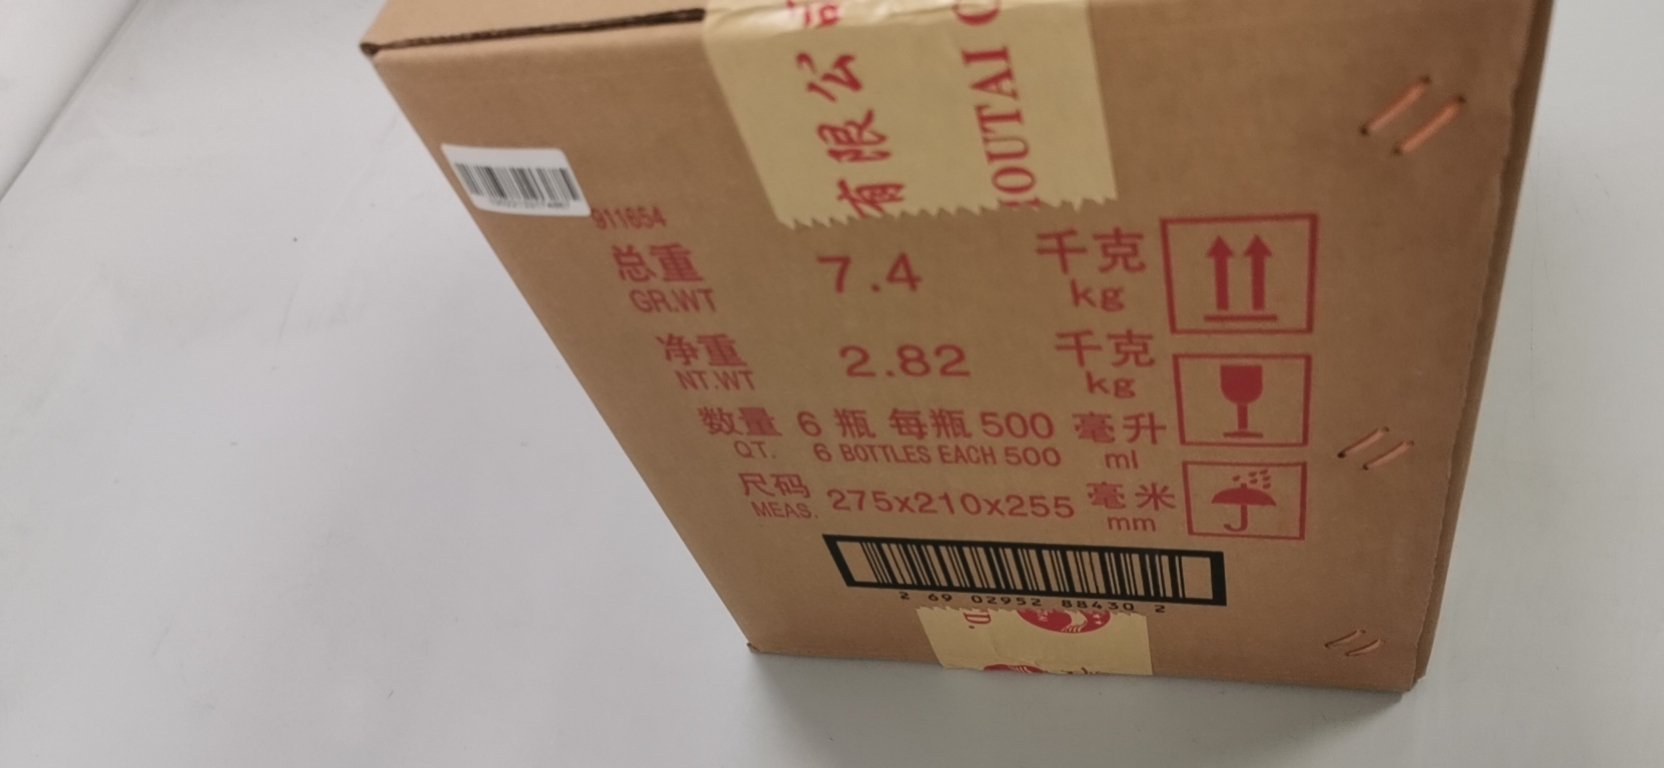 有限公司
MOUTAI C
911654
总重 7.4 千克
GR.WT kg
净重 2.82 千克
NT.WT kg
数量 6 瓶 每瓶 500 毫升
QT. 6 BOTTLES EACH 500 ml
尺码 275x210x255 毫米
MEAS. mm
2 69 02952 88430 2
D.